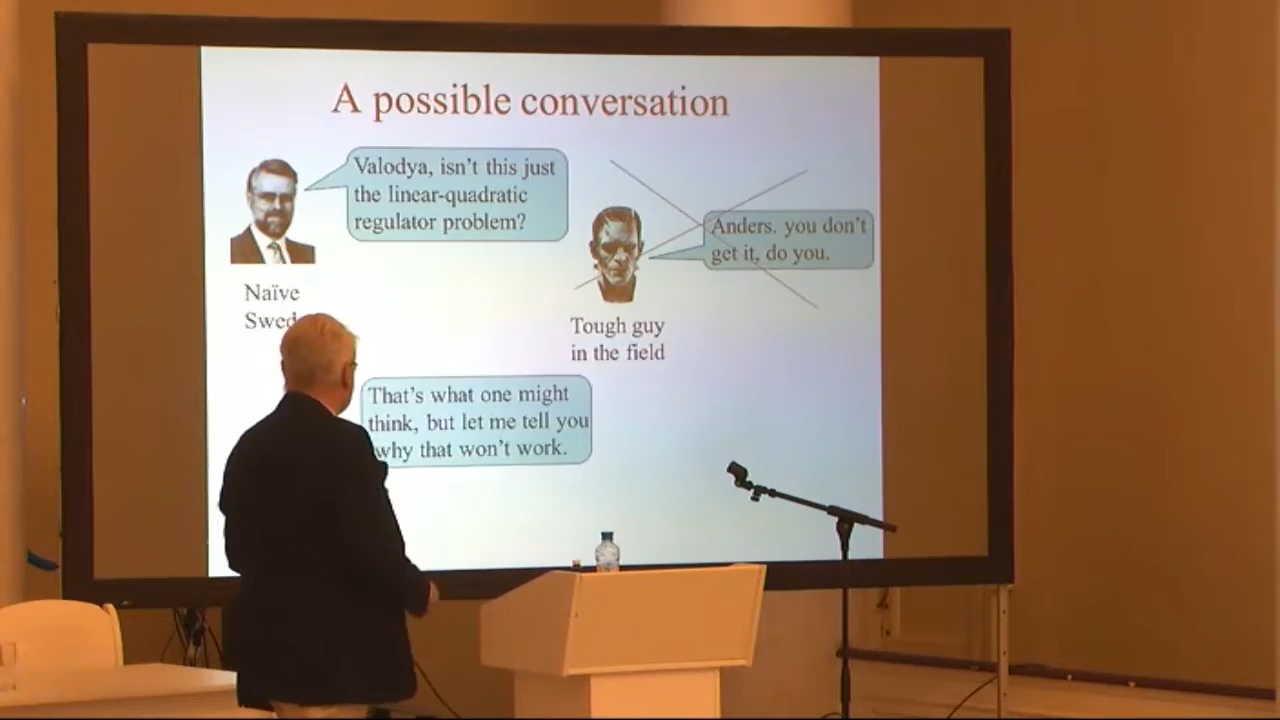 A possible conversation
Valodya, isn't this just
the linear-quadratic
regulator problem?
Anders. you don't
get it, do you.
Naïve
Tough guy
in the field
That's what one might
think, but let me tell you
why that won't work.